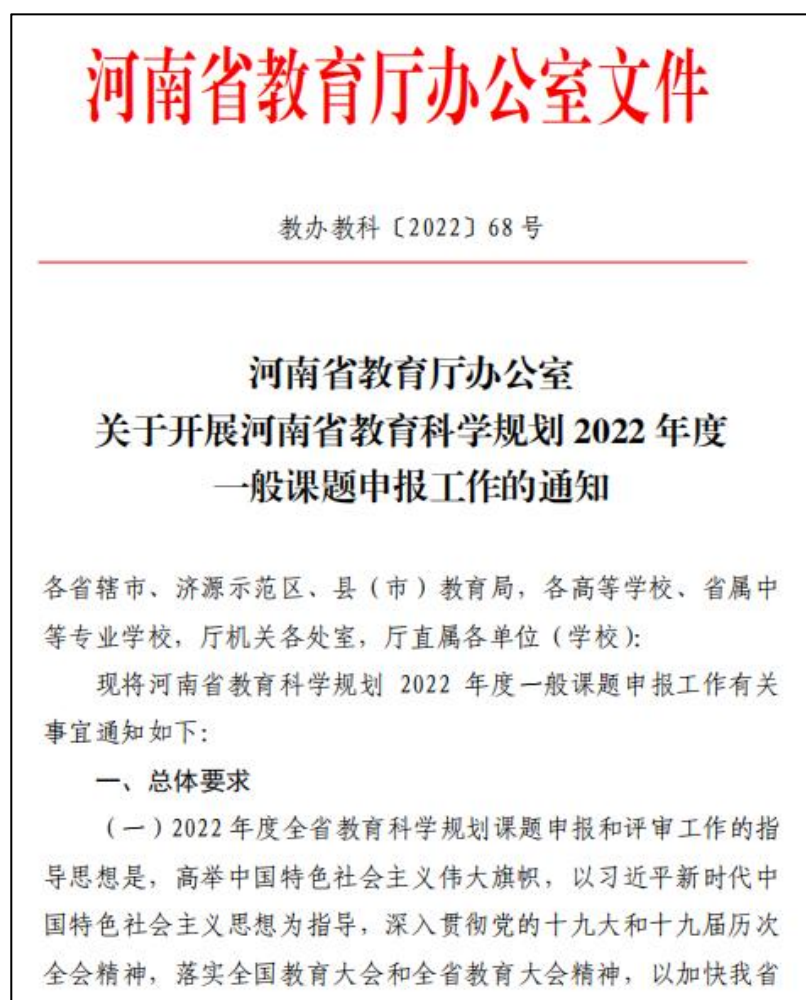 河南省教育厅办公室文件
教办教科〔2022〕68 号
河南省教育厅办公室
关于开展河南省教育科学规划 2022 年度
一般课题申报工作的通知
各省辖市、济源示范区、县（市）教育局，各高等学校、省属中
等专业学校，厅机关各处室，厅直属各单位（学校）：
现将河南省教育科学规划 2022 年度一般课题申报工作有关
事宜通知如下：
一、总体要求
（一）2022 年度全省教育科学规划课题申报和评审工作的指
导思想是，高举中国特色社会主义伟大旗帜，以习近平新时代中
国特色社会主义思想为指导，深入贯彻党的十九大和十九届历次
全会精神，落实全国教育大会和全省教育大会精神，以加快我省